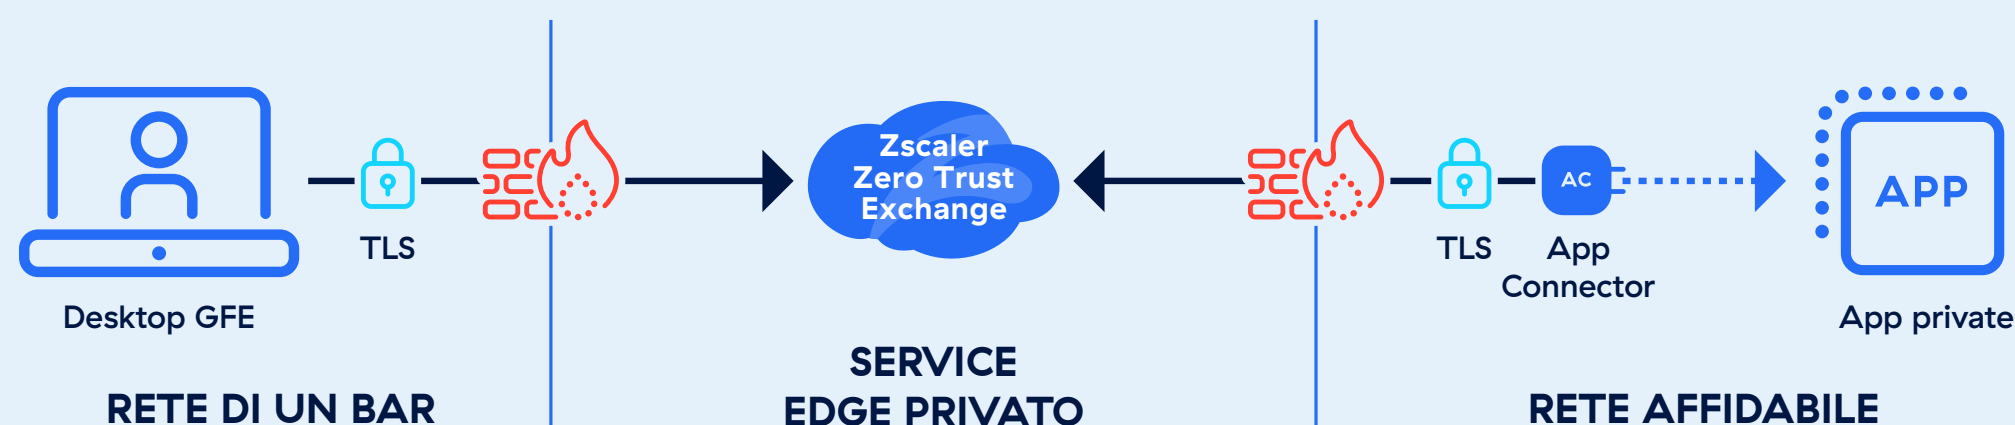 Zscaler
Zero Trust
Exchange
AC
APP
TLS
TLS
App
Connector
Desktop GFE
App private
SERVICE
EDGE PRIVATO
RETE DI UN BAR
RETE AFFIDABILE